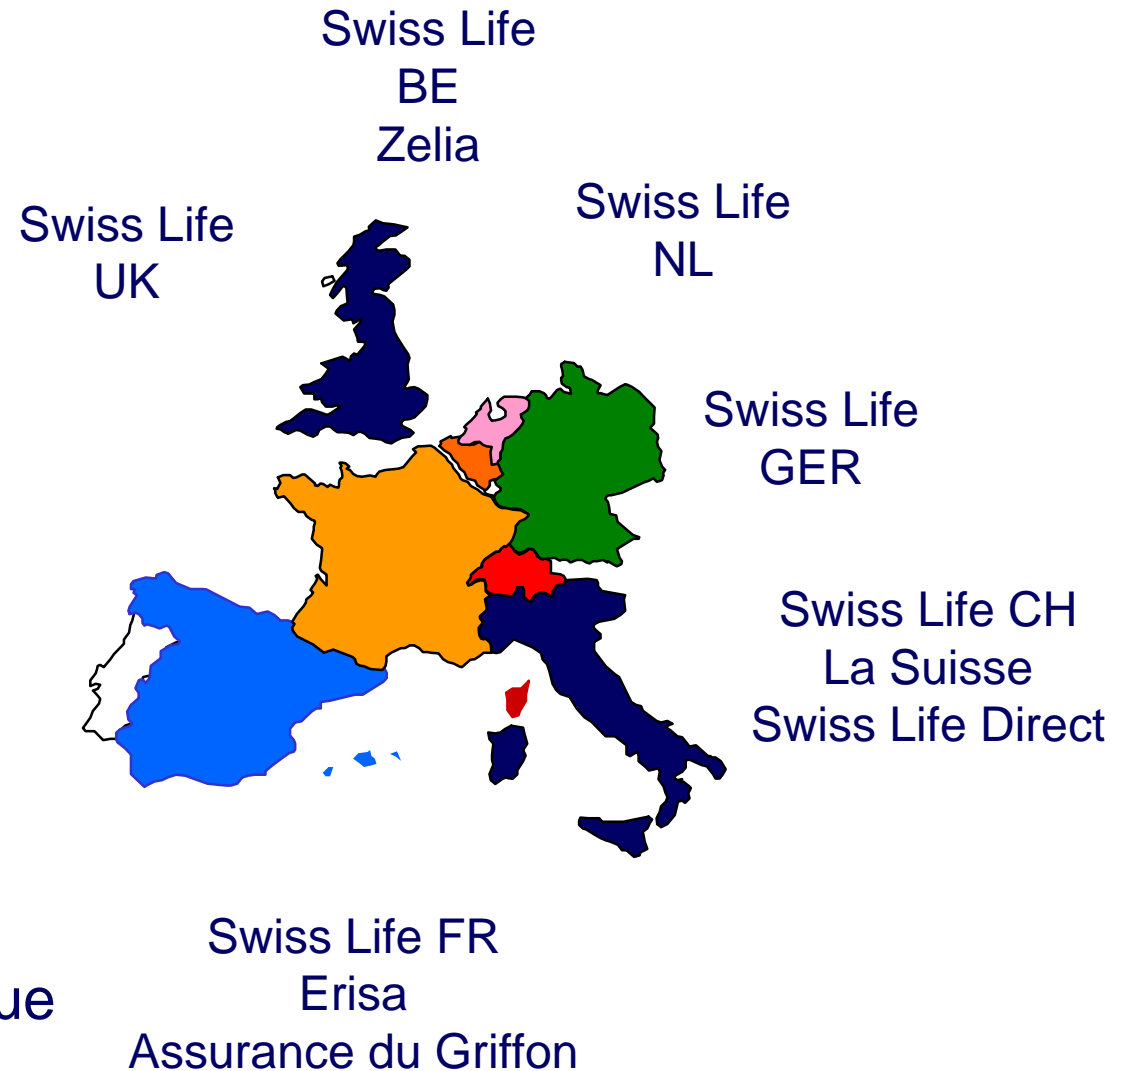 Swiss Life
BE
Zelia
Swiss Life
UK
Swiss Life
NL
Swiss Life
GER
Swiss Life CH
La Suisse
Swiss Life Direct
Swiss Life FR
Erisa
Assurance du Griffon